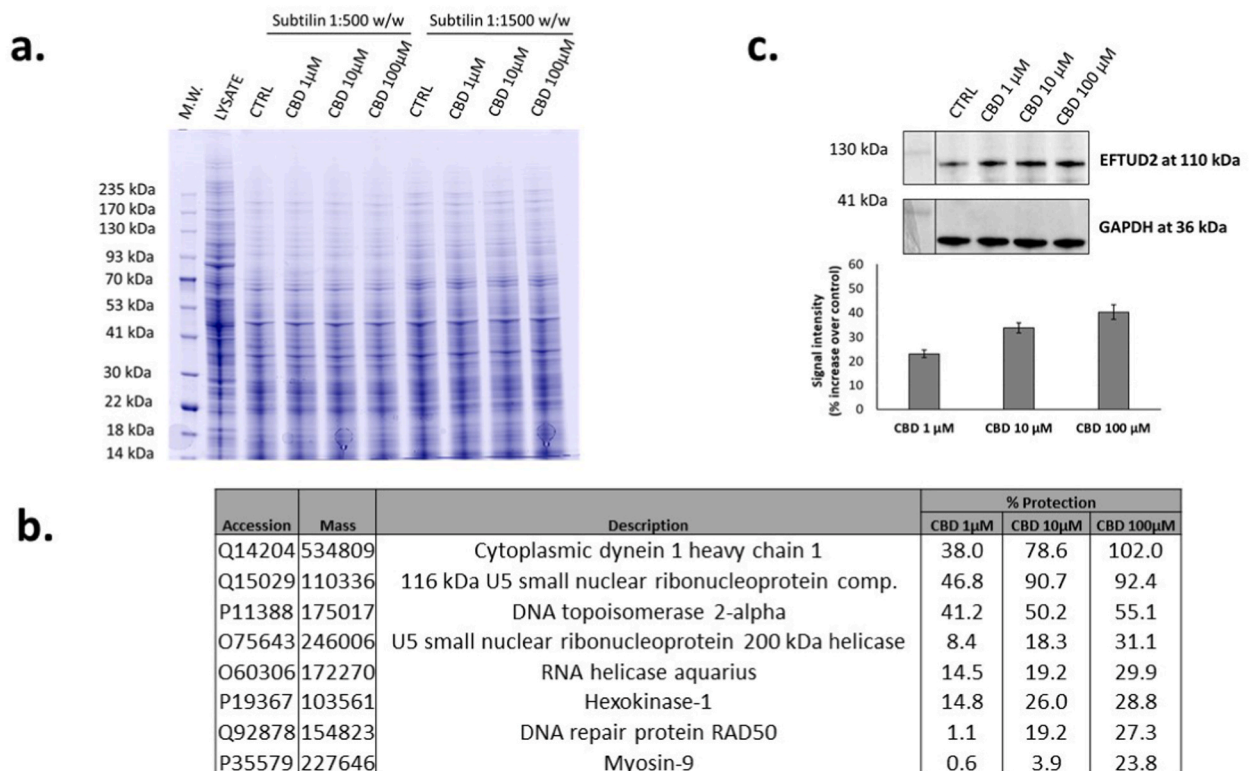 a.
Subtilin 1:500 w/w Subtilin 1:1500 w/w
M.W. LYSATE CTRL CBD 1µM CBD 10µM CBD 100µM CTRL CBD 1µM CBD 10µM CBD 100µM
235 kDa
170 kDa
130 kDa
93 kDa
70 kDa
53 kDa
41 kDa
30 kDa
22 kDa
18 kDa
14 kDa
c.
CTRL CBD 1 µM CBD 10 µM CBD 100 µM
130 kDa EFTUD2 at 110 kDa
41 kDa GAPDH at 36 kDa
Signal intensity
(% increase over control)
60
50
40
30
20
10
0
CBD 1 µM CBD 10 µM CBD 100 µM
b.
% Protection
Accession Mass Description CBD 1µM CBD 10µM CBD 100µM
Q14204 534809 Cytoplasmic dynein 1 heavy chain 1 38.0 78.6 102.0
Q15029 110336 116 kDa U5 small nuclear ribonucleoprotein comp. 46.8 90.7 92.4
P11388 175017 DNA topoisomerase 2-alpha 41.2 50.2 55.1
O75643 246006 U5 small nuclear ribonucleoprotein 200 kDa helicase 8.4 18.3 31.1
O60306 172270 RNA helicase aquarius 14.5 19.2 29.9
P19367 103561 Hexokinase-1 14.8 26.0 28.8
Q92878 154823 DNA repair protein RAD50 1.1 19.2 27.3
P35579 227646 Myosin-9 0.6 3.9 23.8